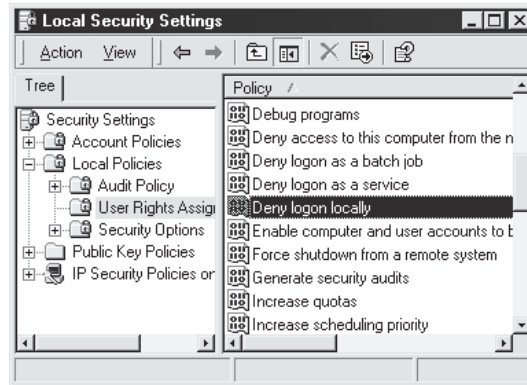 Local Security Settings
Action View
Tree
Security Settings
Account Policies
Local Policies
Audit Policy
User Rights Assign
Security Options
Public Key Policies
IP Security Policies on
Policy
Debug programs
Deny access to this computer from the n
Deny logon as a batch job
Deny logon as a service
Deny logon locally
Enable computer and user accounts to b
Force shutdown from a remote system
Generate security audits
Increase quotas
Increase scheduling priority